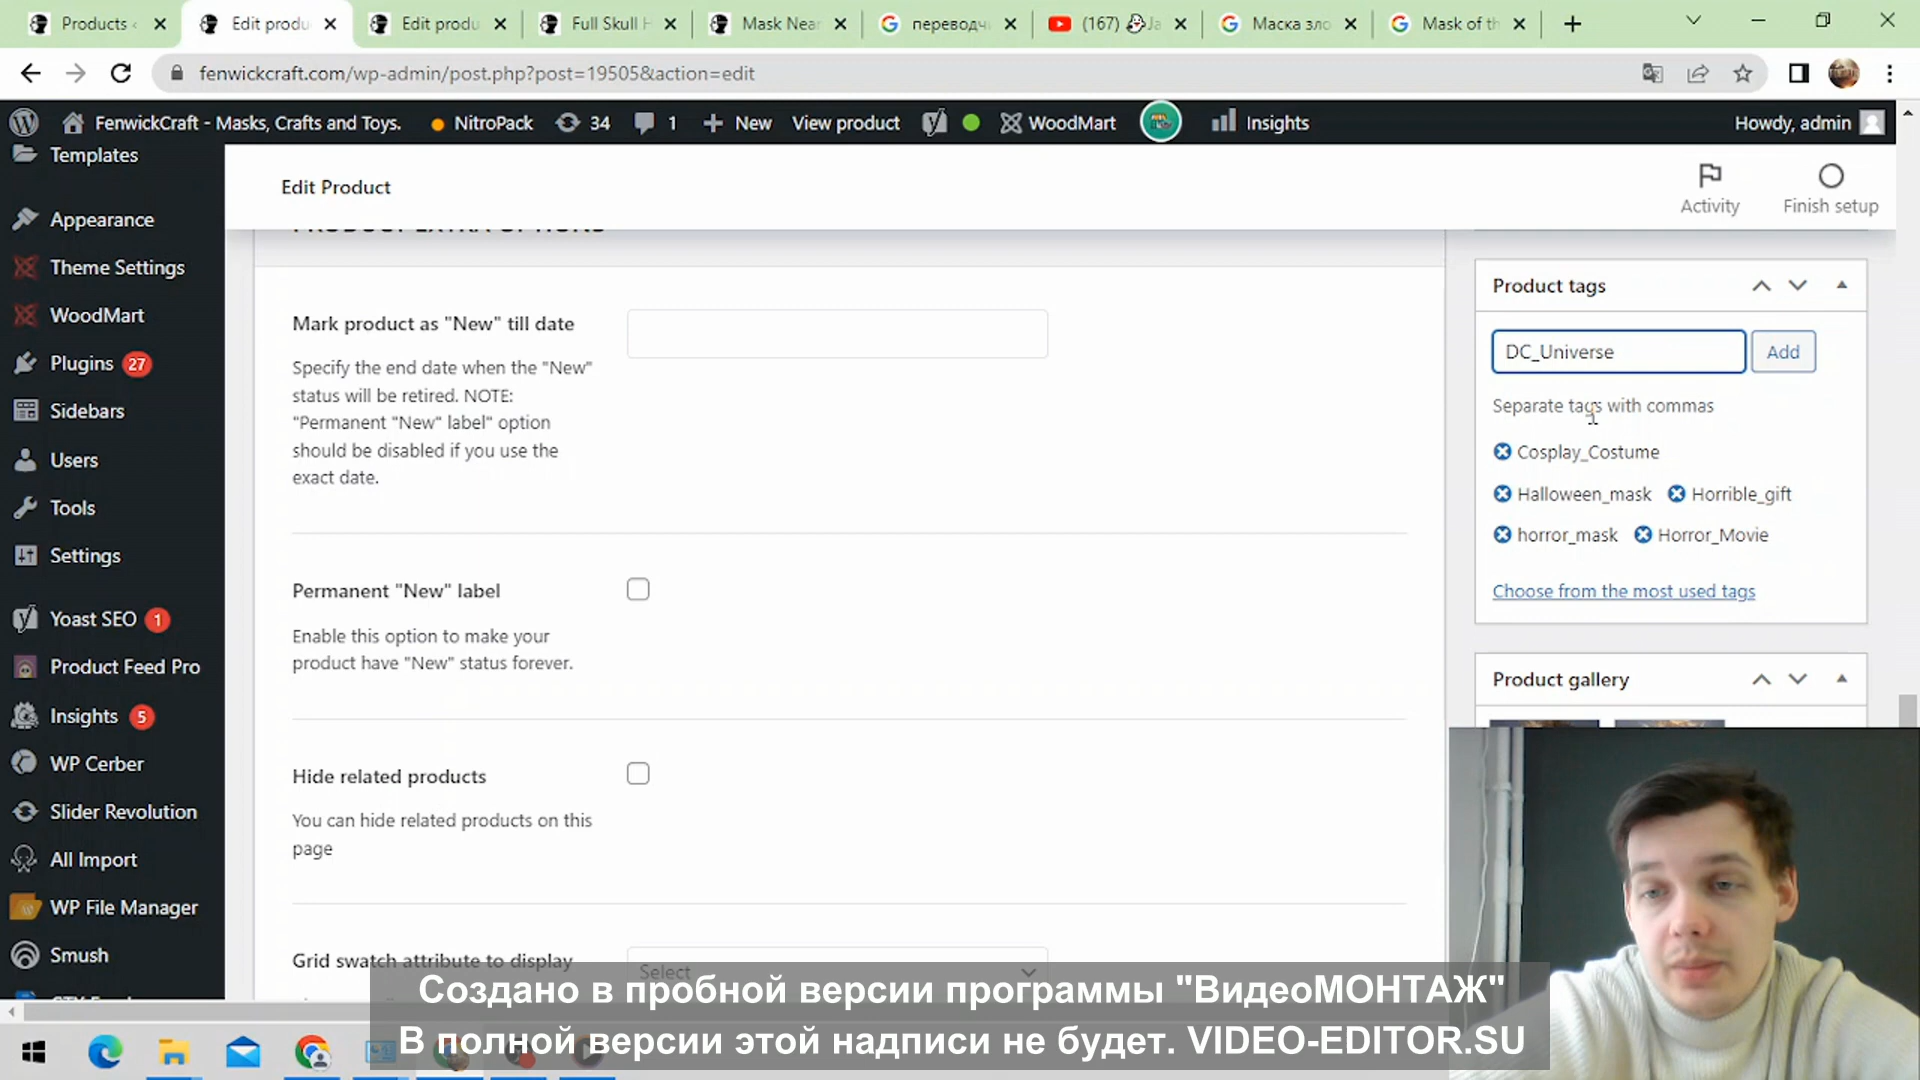 Products
Edit produ
Edit produ
Full Skull H
Mask Near
переводч
(167)
Маска зло
Mask of th
fenwickcraft.com/wp-admin/post.php?post=19505&action=edit
FenwickCraft - Masks, Crafts and Toys.
NitroPack
34
1
New
View product
WoodMart
Insights
Howdy, admin
Templates
Appearance
Theme Settings
WoodMart
Plugins 27
Sidebars
Users
Tools
Settings
Yoast SEO 1
Product Feed Pro
Insights 5
WP Cerber
Slider Revolution
All Import
WP File Manager
Smush
Edit Product
Activity
Finish setup
PRODUCT EXTRA OPTIONS
Mark product as "New" till date
Specify the end date when the "New"
status will be retired. NOTE:
"Permanent "New" label" option
should be disabled if you use the
exact date.
Permanent "New" label
Enable this option to make your
product have "New" status forever.
Hide related products
You can hide related products on this
page
Grid swatch attribute to display
Select
Product tags
DC_Universe
Add
Separate tags with commas
Cosplay_Costume
Halloween_mask
Horrible_gift
horror_mask
Horror_Movie
Choose from the most used tags
Product gallery
Создано в пробной версии программы "ВидеоМОНТАЖ"
В полной версии этой надписи не будет. VIDEO-EDITOR.SU